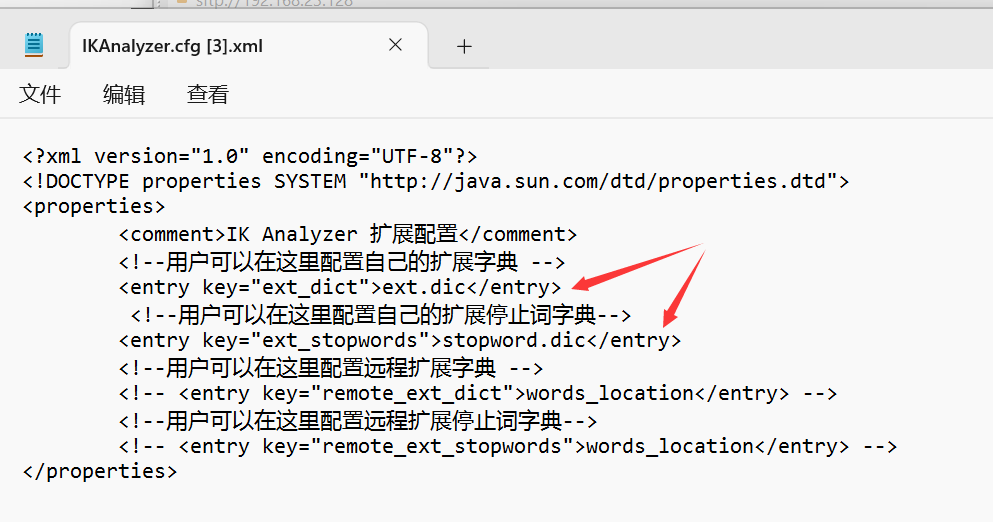 sftp://192.168.25.128
IKAnalyzer.cfg [3].xml
文件 编辑 查看
<?xml version="1.0" encoding="UTF-8"?>
<!DOCTYPE properties SYSTEM "http://java.sun.com/dtd/properties.dtd">
<properties>
<comment>IK Analyzer 扩展配置</comment>
<!--用户可以在这里配置自己的扩展字典 -->
<entry key="ext_dict">ext.dic</entry>
<!--用户可以在这里配置自己的扩展停止词字典-->
<entry key="ext_stopwords">stopword.dic</entry>
<!--用户可以在这里配置远程扩展字典 -->
<!-- <entry key="remote_ext_dict">words_location</entry> -->
<!--用户可以在这里配置远程扩展停止词字典-->
<!-- <entry key="remote_ext_stopwords">words_location</entry> -->
</properties>